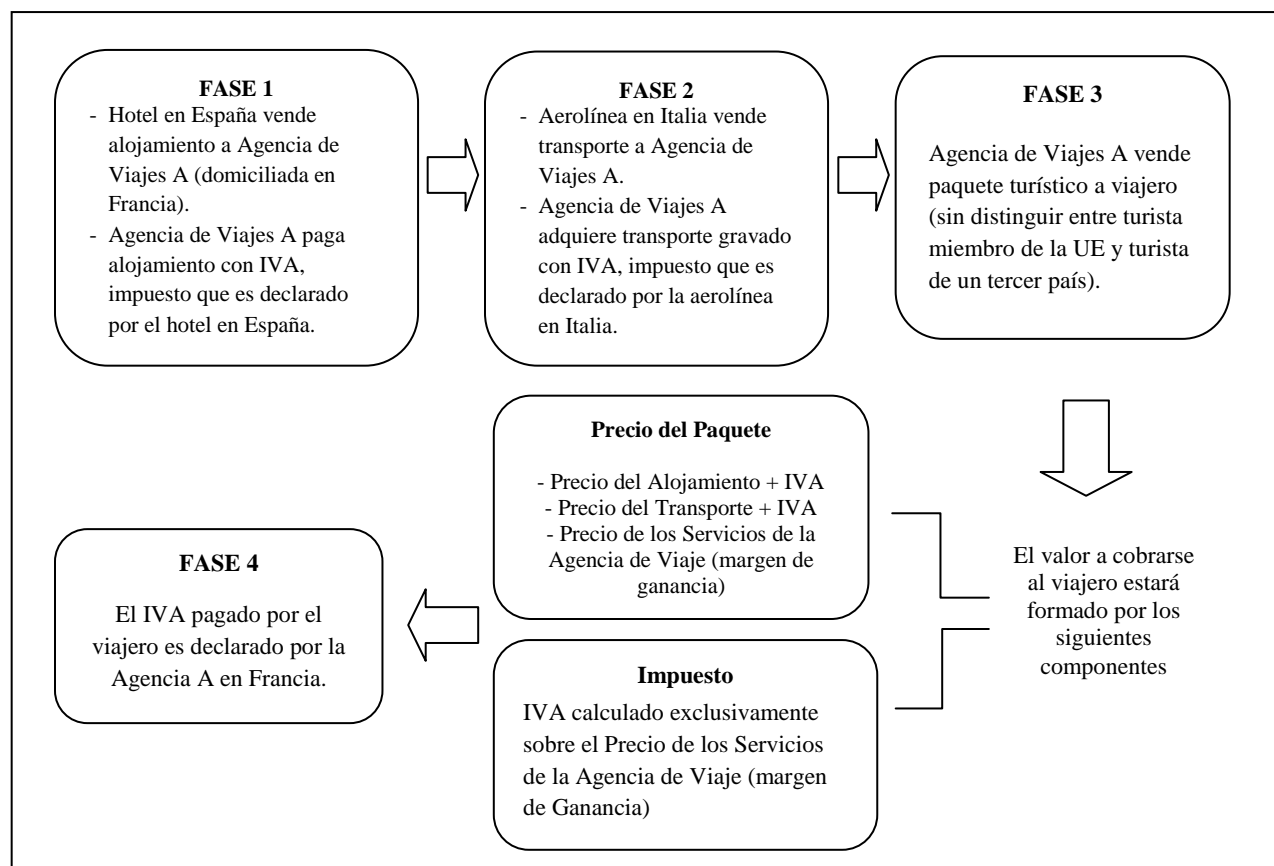 FASE 1
- Hotel en España vende
alojamiento a Agencia de
Viajes A (domiciliada en
Francia).
- Agencia de Viajes A paga
alojamiento con IVA,
impuesto que es declarado
por el hotel en España.
FASE 2
- Aerolínea en Italia vende
transporte a Agencia de
Viajes A.
- Agencia de Viajes A
adquiere transporte gravado
con IVA, impuesto que es
declarado por la aerolínea
en Italia.
FASE 3
Agencia de Viajes A vende
paquete turístico a viajero
(sin distinguir entre turista
miembro de la UE y turista
de un tercer país).
El valor a cobrarse
al viajero estará
formado por los
siguientes
componentes
Precio del Paquete
- Precio del Alojamiento + IVA
- Precio del Transporte + IVA
- Precio de los Servicios de la
Agencia de Viaje (margen de
ganancia)
Impuesto
IVA calculado exclusivamente
sobre el Precio de los Servicios
de la Agencia de Viaje (margen
de Ganancia)
FASE 4
El IVA pagado por el
viajero es declarado por la
Agencia A en Francia.